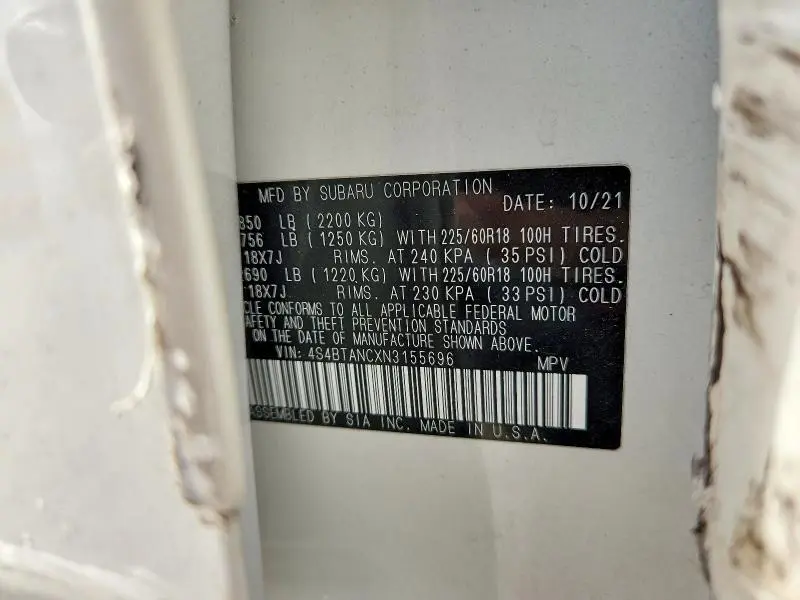 MFD BY SUBARU CORPORATION DATE: 10/21
850 LB ( 2200 KG)
756 LB ( 1250 KG) WITH 225/60R18 100H TIRES.
18X7J RIMS. AT 240 KPA ( 35 PSI) COLD
690 LB ( 1220 KG) WITH 225/60R18 100H TIRES.
18X7J RIMS. AT 230 KPA ( 33 PSI) COLD
CLE CONFORMS TO ALL APPLICABLE FEDERAL MOTOR
AFETY AND THEFT PREVENTION STANDARDS
ON THE DATE OF MANUFACTURE SHOWN ABOVE.
VIN: 4S4BTANCXN3155696 MPV
ASSEMBLED BY SIA INC. MADE IN U.S.A.